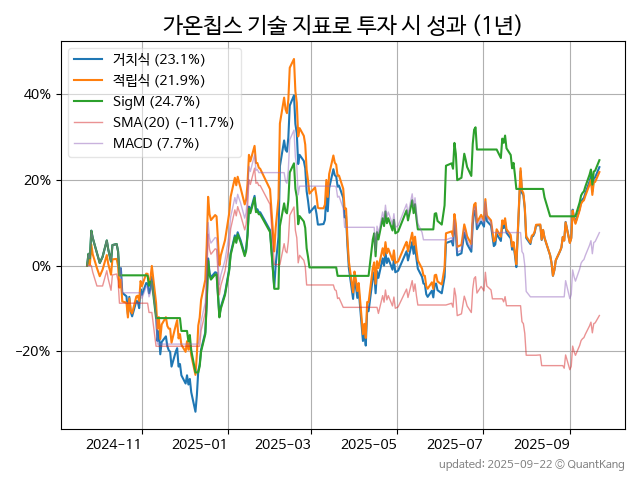 가온칩스 기술 지표로 투자 시 성과 (1년)
거치식 (23.1%)
적립식 (21.9%)
SigM (24.7%)
SMA(20) (−11.7%)
MACD (7.7%)
40%
20%
0%
−20%
2024-11 2025-01 2025-03 2025-05 2025-07 2025-09
updated: 2025-09-22 © QuantKang